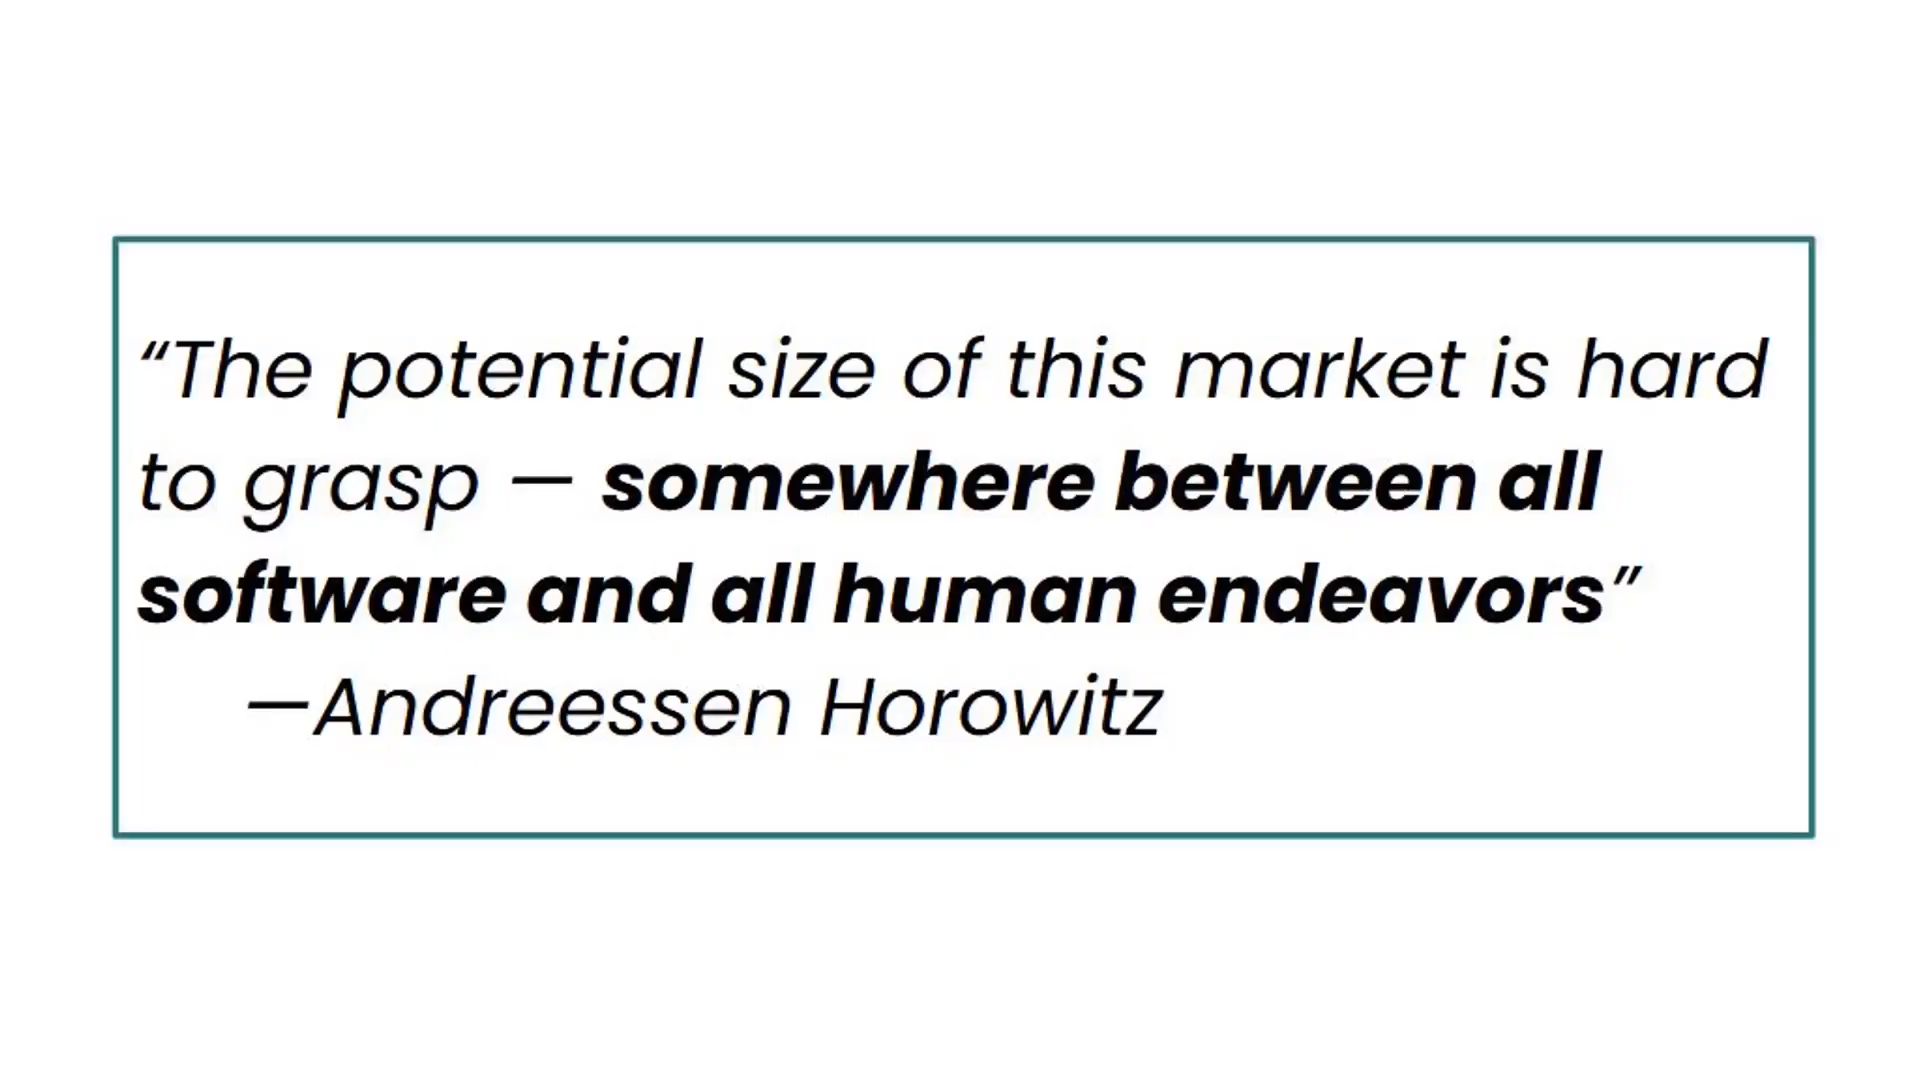 “The potential size of this market is hard
to grasp — somewhere between all
software and all human endeavors”
—Andreessen Horowitz